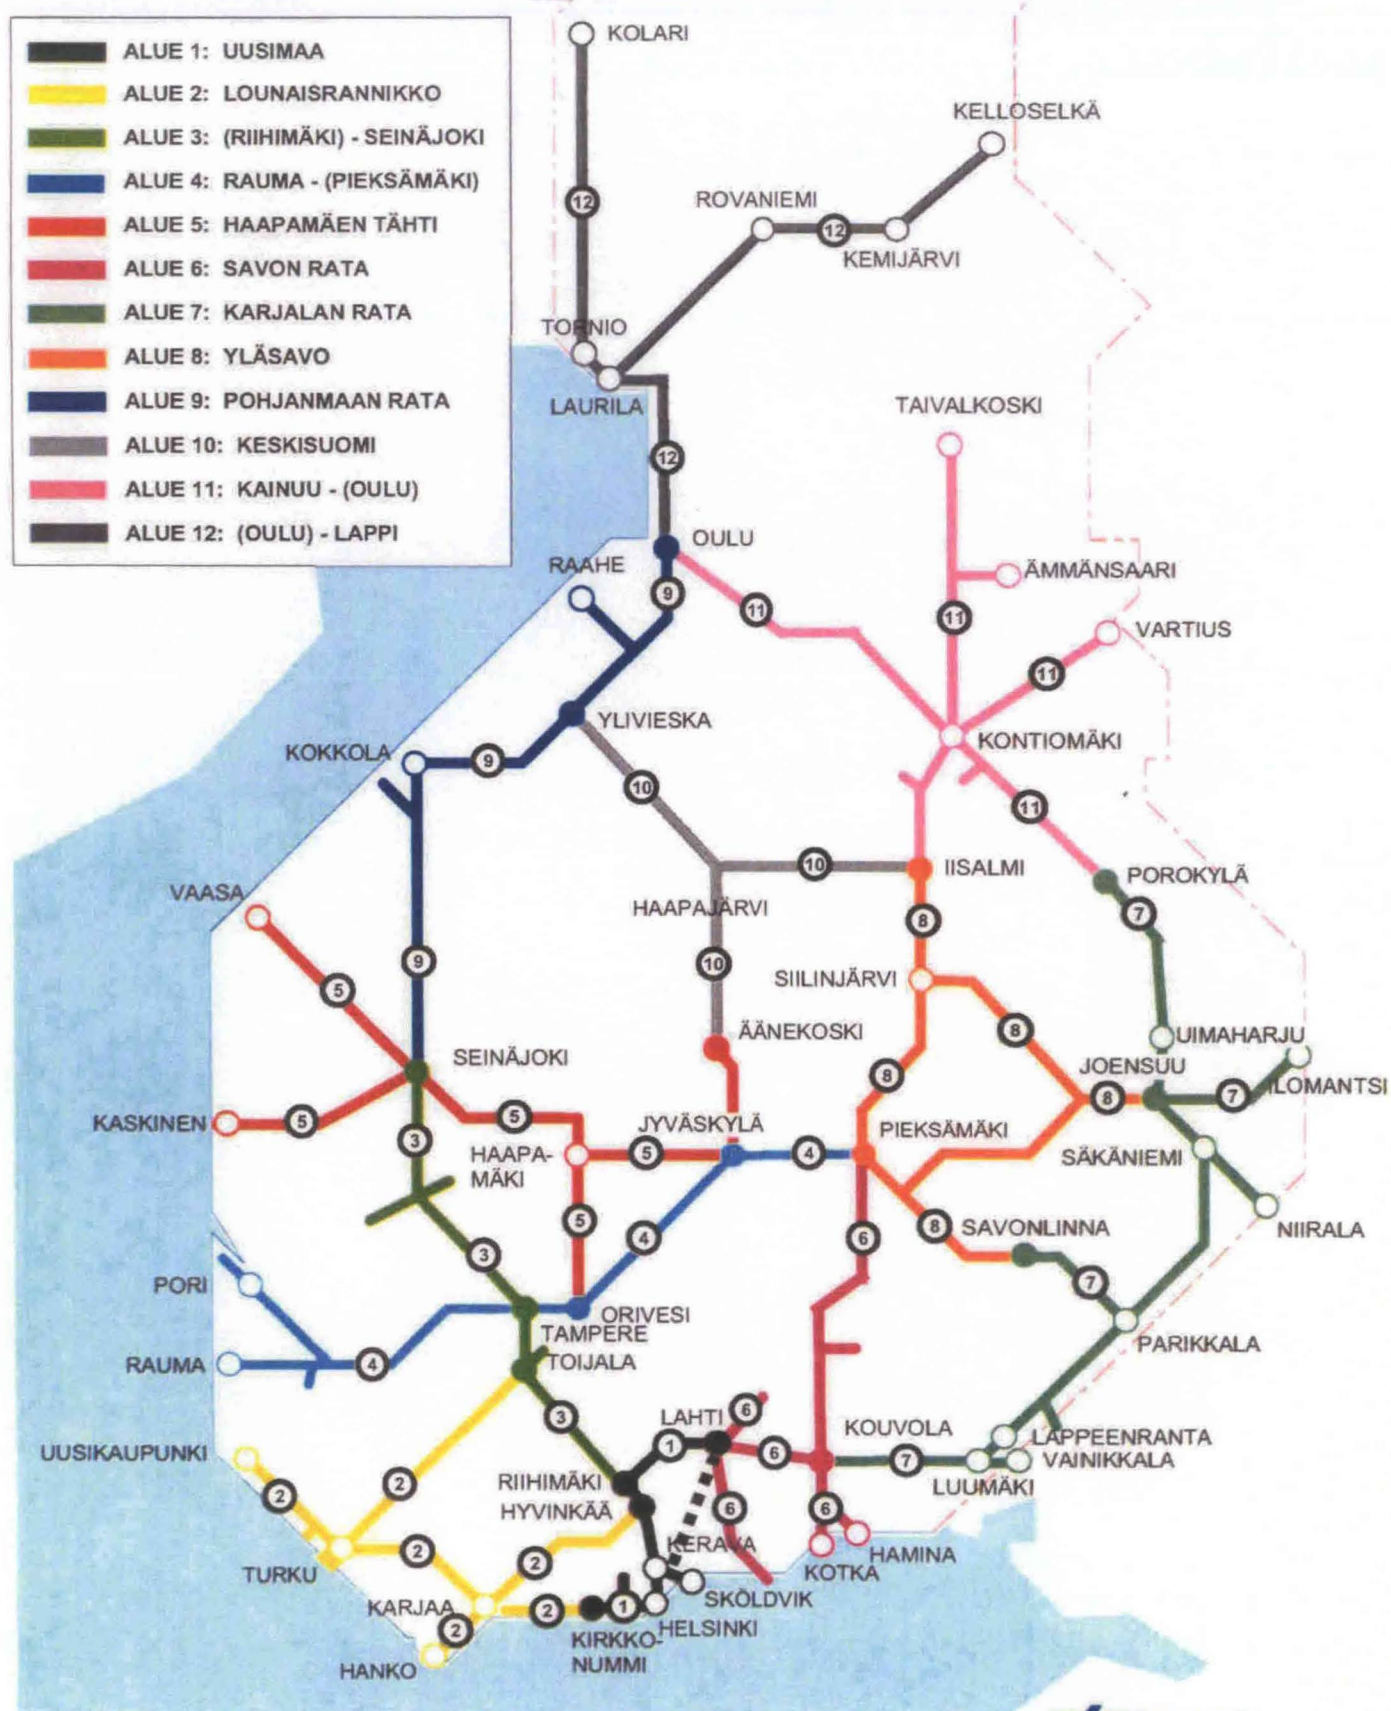 ALUE 1: UUSIMAA
ALUE 2: LOUNAISRANNIKKO
ALUE 3: (RIIHIMÄKI) - SEINÄJOKI
ALUE 4: RAUMA - (PIEKSÄMÄKI)
ALUE 5: HAAPAMÄEN TÄHTI
ALUE 6: SAVON RATA
ALUE 7: KARJALAN RATA
ALUE 8: YLÄSAVO
ALUE 9: POHJANMAAN RATA
ALUE 10: KESKISUOMI
ALUE 11: KAINUU - (OULU)
ALUE 12: (OULU) - LAPPI
KOLARI
KELLOSELKÄ
12
ROVANIEMI
12
KEMIJÄRVI
TORNIO
LAURILA
TAIVALKOSKI
12
OULU
RAAHE
ÄMMÄNSAARI
9
11
11
VARTIUS
11
YLIVIESKA
KONTIOMÄKI
KOKKOLA
9
10
11
10
IISALMI
POROKYLÄ
VAASA
HAAPAJÄRVI
7
8
9
10
5
SIILINJÄRVI
ÄÄNEKOSKI
8
UIMAHARJU
SEINÄJOKI
JOENSUU
8
ILOMANTSI
8
7
KASKINEN
5
5
JYVÄSKYLÄ
PIEKSÄMÄKI
3
HAAPA-
MÄKI
5
4
SÄKÄNIEMI
5
8
SAVONLINNA
NIIRALA
3
4
6
PORI
7
ORIVESI
TAMPERE
PARIKKALA
RAUMA
4
TOIJALA
3
6
LAHTI
KOUVOLA
LAPPEENRANTA
UUSIKAUPUNKI
1
6
7
VAINIKKALA
RIIHIMÄKI
LUUMÄKI
2
2
HYVINKÄÄ
6
6
KERAVA
HAMINA
TURKU
2
2
KOTKA
SKÖLDVIK
KARJAA
2
1
HELSINKI
2
KIRKKO-
NUMMI
HANKO